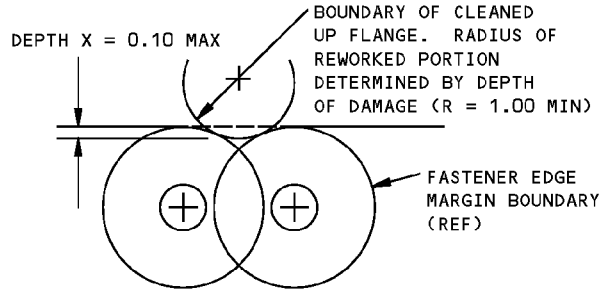 DEPTH X = 0.10 MAX
BOUNDARY OF CLEANED
UP FLANGE. RADIUS OF
REWORKED PORTION
DETERMINED BY DEPTH
OF DAMAGE (R = 1.00 MIN)
FASTENER EDGE
MARGIN BOUNDARY
(REF)